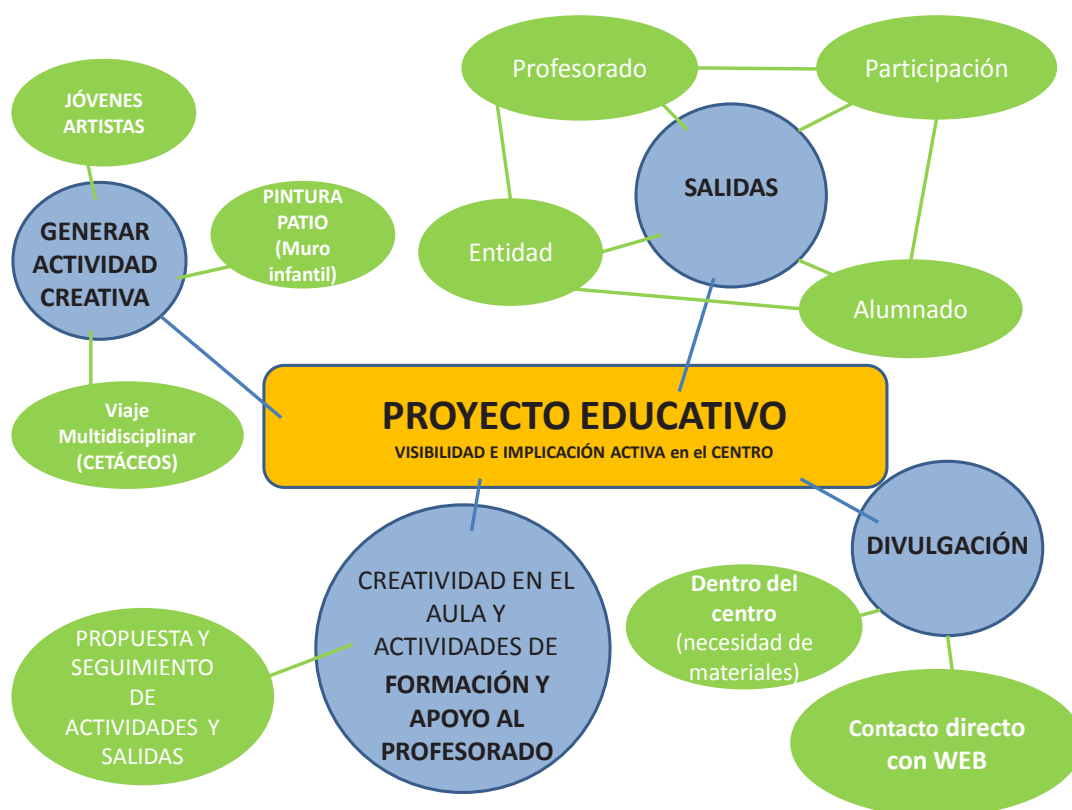 Profesorado
Participación
JÓVENES
ARTISTAS
SALIDAS
PINTURA
PATIO
(Muro
infantil)
GENERAR
ACTIVIDAD
CREATIVA
Entidad
Alumnado
Viaje
Multidisciplinar
(CETÁCEOS)
PROYECTO EDUCATIVO
VISIBILIDAD E IMPLICACIÓN ACTIVA en el CENTRO
DIVULGACIÓN
CREATIVIDAD EN EL
AULA Y
ACTIVIDADES DE
FORMACIÓN Y
APOYO AL
PROFESORADO
Dentro del
centro
(necesidad de
materiales)
PROPUESTA Y
SEGUIMIENTO
DE
ACTIVIDADES Y
SALIDAS
Contacto directo
con WEB